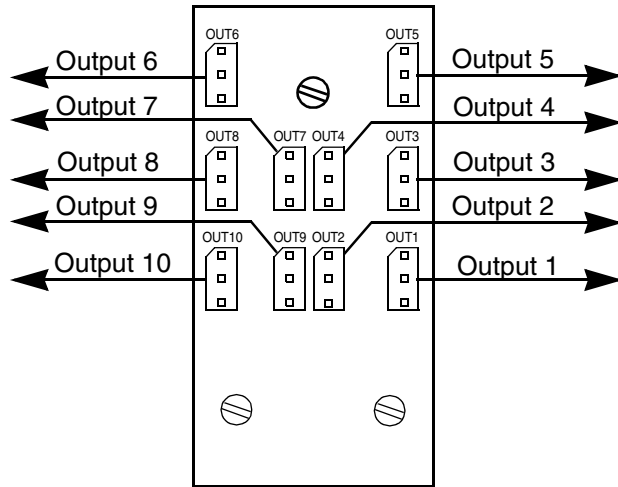 OUT6 OUT5
Output 6 Output 5
Output 7 Output 4
OUT8 OUT7 OUT4 OUT3
Output 8 Output 3
Output 9 Output 2
OUT10 OUT9 OUT2 OUT1
Output 10 Output 1